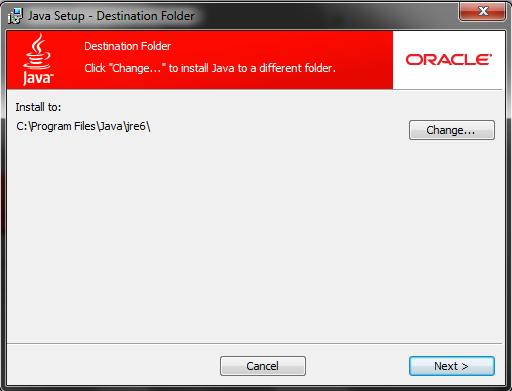 Java Setup - Destination Folder
Destination Folder
Click "Change..." to install Java to a different folder.
Java™
ORACLE®
Install to:
C:\Program Files\Java\jre6\
Change...
Cancel
Next >